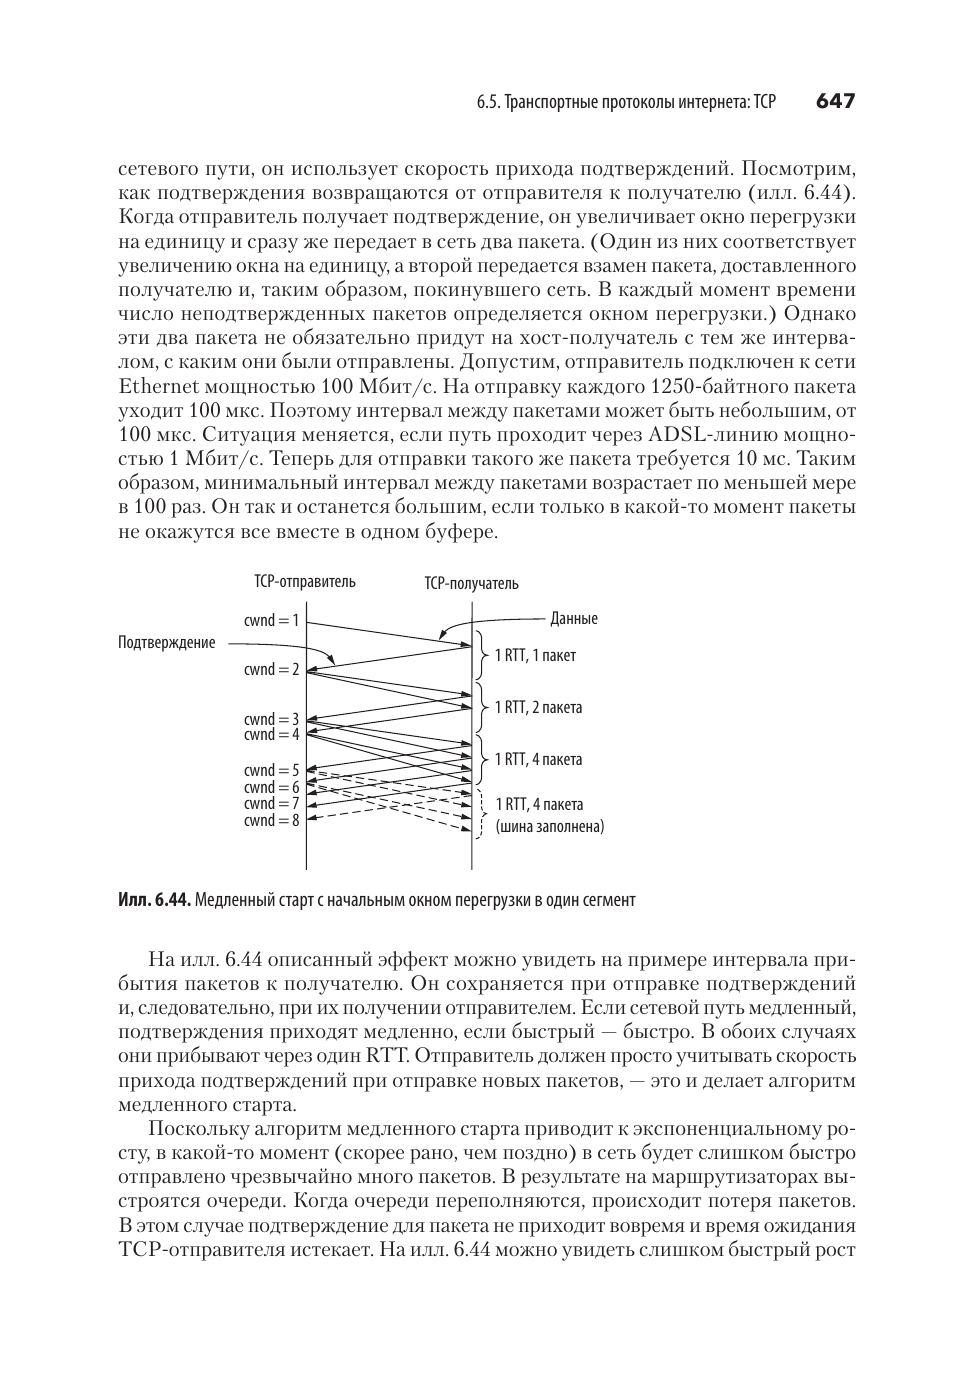 6.5. Транспортные протоколы интернета: TCP 647
сетевого пути, он использует скорость прихода подтверждений. Посмотрим,
как подтверждения возвращаются от отправителя к получателю (илл. 6.44).
Когда отправитель получает подтверждение, он увеличивает окно перегрузки
на единицу и сразу же передает в сеть два пакета. (Один из них соответствует
увеличению окна на единицу, а второй передается взамен пакета, доставленного
получателю и, таким образом, покинувшего сеть. В каждый момент времени
число неподтвержденных пакетов определяется окном перегрузки.) Однако
эти два пакета не обязательно придут на хост-получатель с тем же интерва-
лом, с каким они были отправлены. Допустим, отправитель подключен к сети
Ethernet мощностью 100 Мбит/с. На отправку каждого 1250-байтного пакета
уходит 100 мкс. Поэтому интервал между пакетами может быть небольшим, от
100 мкс. Ситуация меняется, если путь проходит через ADSL-линию мощно-
стью 1 Мбит/с. Теперь для отправки такого же пакета требуется 10 мс. Таким
образом, минимальный интервал между пакетами возрастает по меньшей мере
в 100 раз. Он так и останется большим, если только в какой-то момент пакеты
не окажутся все вместе в одном буфере.
TCP-отправитель
TCP-получатель
cwnd = 1
Данные
Подтверждение
1 RTT, 1 пакет
cwnd = 2
1 RTT, 2 пакета
cwnd = 3
cwnd = 4
1 RTT, 4 пакета
cwnd = 5
cwnd = 6
cwnd = 7
1 RTT, 4 пакета
cwnd = 8
(шина заполнена)
Илл. 6.44. Медленный старт с начальным окном перегрузки в один сегмент
На илл. 6.44 описанный эффект можно увидеть на примере интервала при-
бытия пакетов к получателю. Он сохраняется при отправке подтверждений
и, следовательно, при их получении отправителем. Если сетевой путь медленный,
подтверждения приходят медленно, если быстрый — быстро. В обоих случаях
они прибывают через один RTT. Отправитель должен просто учитывать скорость
прихода подтверждений при отправке новых пакетов, — это и делает алгоритм
медленного старта.
Поскольку алгоритм медленного старта приводит к экспоненциальному ро-
сту, в какой-то момент (скорее рано, чем поздно) в сеть будет слишком быстро
отправлено чрезвычайно много пакетов. В результате на маршрутизаторах вы-
строятся очереди. Когда очереди переполняются, происходит потеря пакетов.
В этом случае подтверждение для пакета не приходит вовремя и время ожидания
TCP-отправителя истекает. На илл. 6.44 можно увидеть слишком быстрый рост